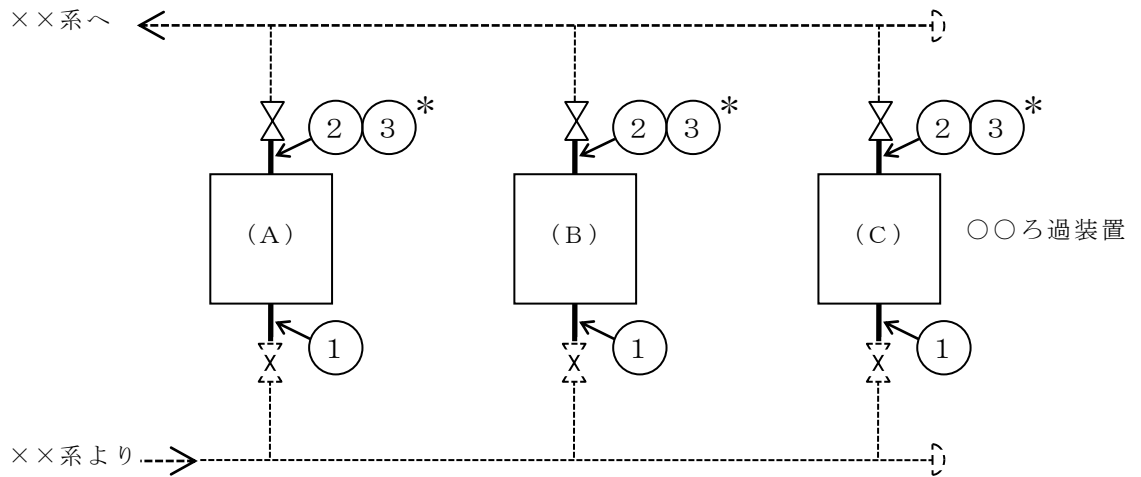 ××系へ
② ③ *
② ③ *
② ③ *
（A）
（B）
（C）
○○ろ過装置
①
①
①
××系より